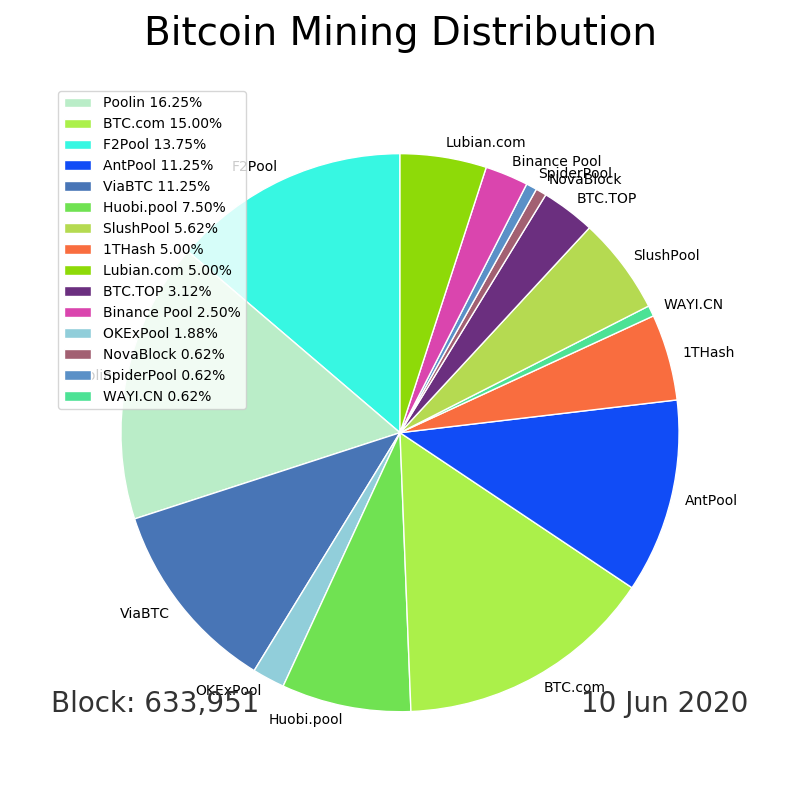 Bitcoin Mining Distribution
Poolin 16.25%
BTC.com 15.00%
F2Pool 13.75%
AntPool 11.25%
ViaBTC 11.25%
Huobi.pool 7.50%
SlushPool 5.62%
1THash 5.00%
Lubian.com 5.00%
BTC.TOP 3.12%
Binance Pool 2.50%
OKExPool 1.88%
NovaBlock 0.62%
SpiderPool 0.62%
WAYI.CN 0.62%
F2Pool
Lubian.com
Binance Pool
SpiderPool
NovaBlock
BTC.TOP
SlushPool
WAYI.CN
1THash
AntPool
BTC.com
Huobi.pool
OKExPool
ViaBTC
Block: 633,951
10 Jun 2020